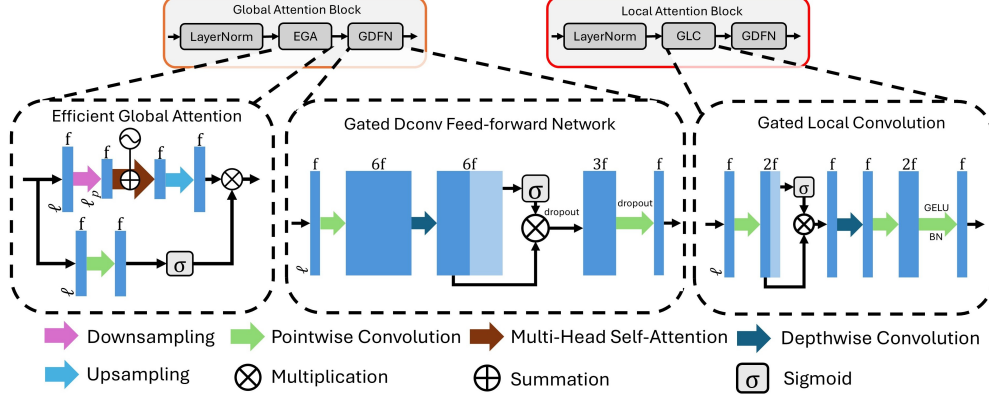 Global Attention Block
LayerNorm EGA GDFN
Local Attention Block
LayerNorm GLC GDFN
Efficient Global Attention
f f f f
ℓ ℓp
f f
ℓ σ
Gated Dconv Feed-forward Network
f 6f 6f 3f f
σ
dropout dropout
ℓ
Gated Local Convolution
f 2f f f 2f f
σ
GELU
BN
ℓ
Downsampling Pointwise Convolution Multi-Head Self-Attention Depthwise Convolution
Upsampling Multiplication Summation σ Sigmoid